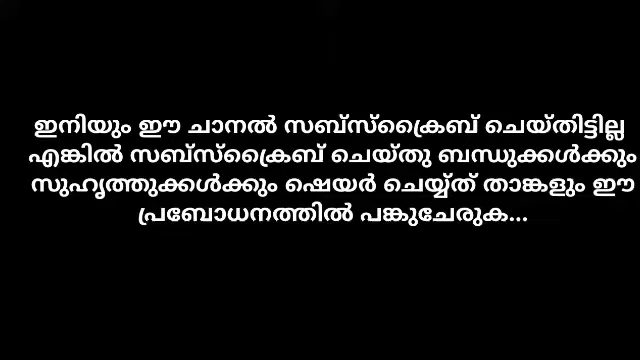 ഇനിയും ഈ ചാനൽ സബ്സ്ക്രൈബ് ചെയ്തിട്ടില്ല
എങ്കിൽ സബ്സ്ക്രൈബ് ചെയ്തു ബന്ധുക്കൾക്കും
സുഹൃത്തുക്കൾക്കും ഷെയർ ചെയ്യ്ത് താങ്കളും ഈ
പ്രബോധനത്തിൽ പങ്കുചേരുക...